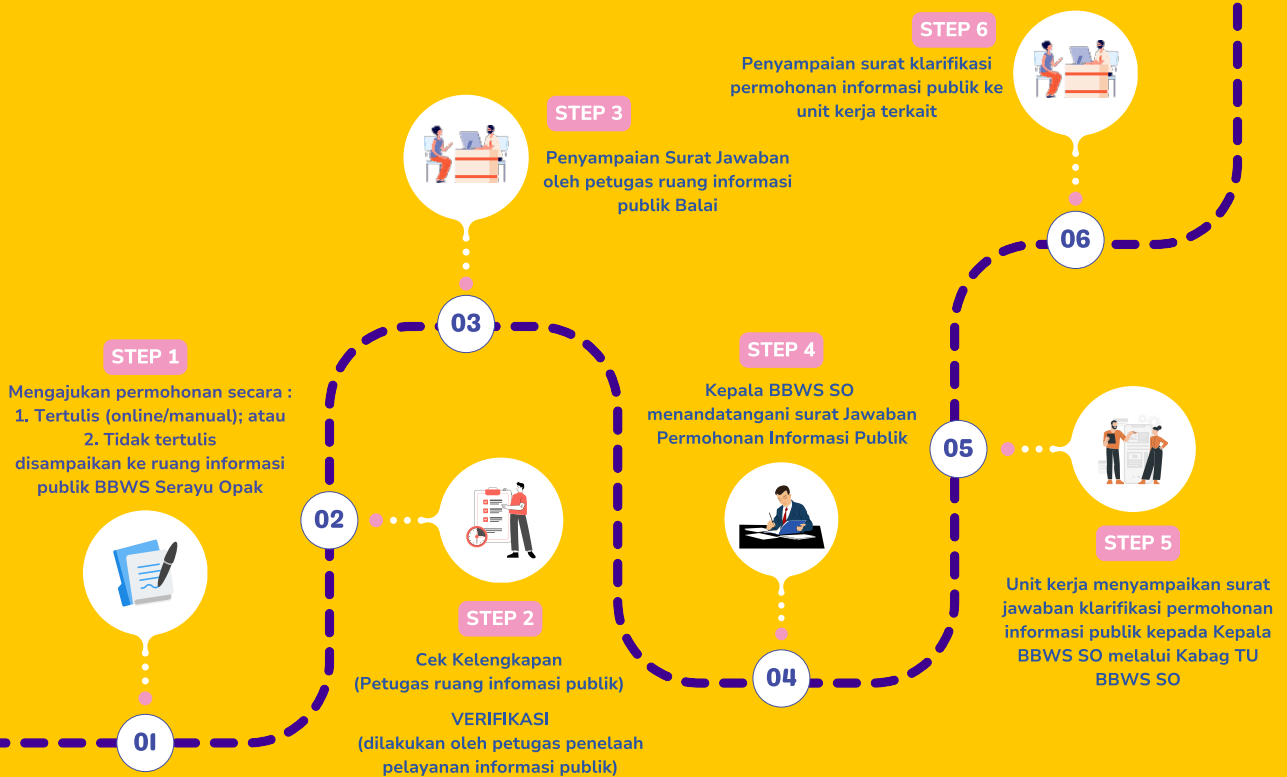 STEP 1
Mengajukan permohonan secara :
1. Tertulis (online/manual); atau
2. Tidak tertulis
disampaikan ke ruang informasi
publik BBWS Serayu Opak
01
02
STEP 2
Cek Kelengkapan
(Petugas ruang infomasi publik)
VERIFIKASI
(dilakukan oleh petugas penelaah
pelayanan informasi publik)
STEP 3
Penyampaian Surat Jawaban
oleh petugas ruang informasi
publik Balai
03
STEP 4
Kepala BBWS SO
menandatangani surat Jawaban
Permohonan Informasi Publik
04
05
STEP 5
Unit kerja menyampaikan surat
jawaban klarifikasi permohonan
informasi publik kepada Kepala
BBWS SO melalui Kabag TU
BBWS SO
STEP 6
Penyampaian surat klarifikasi
permohonan informasi publik ke
unit kerja terkait
06